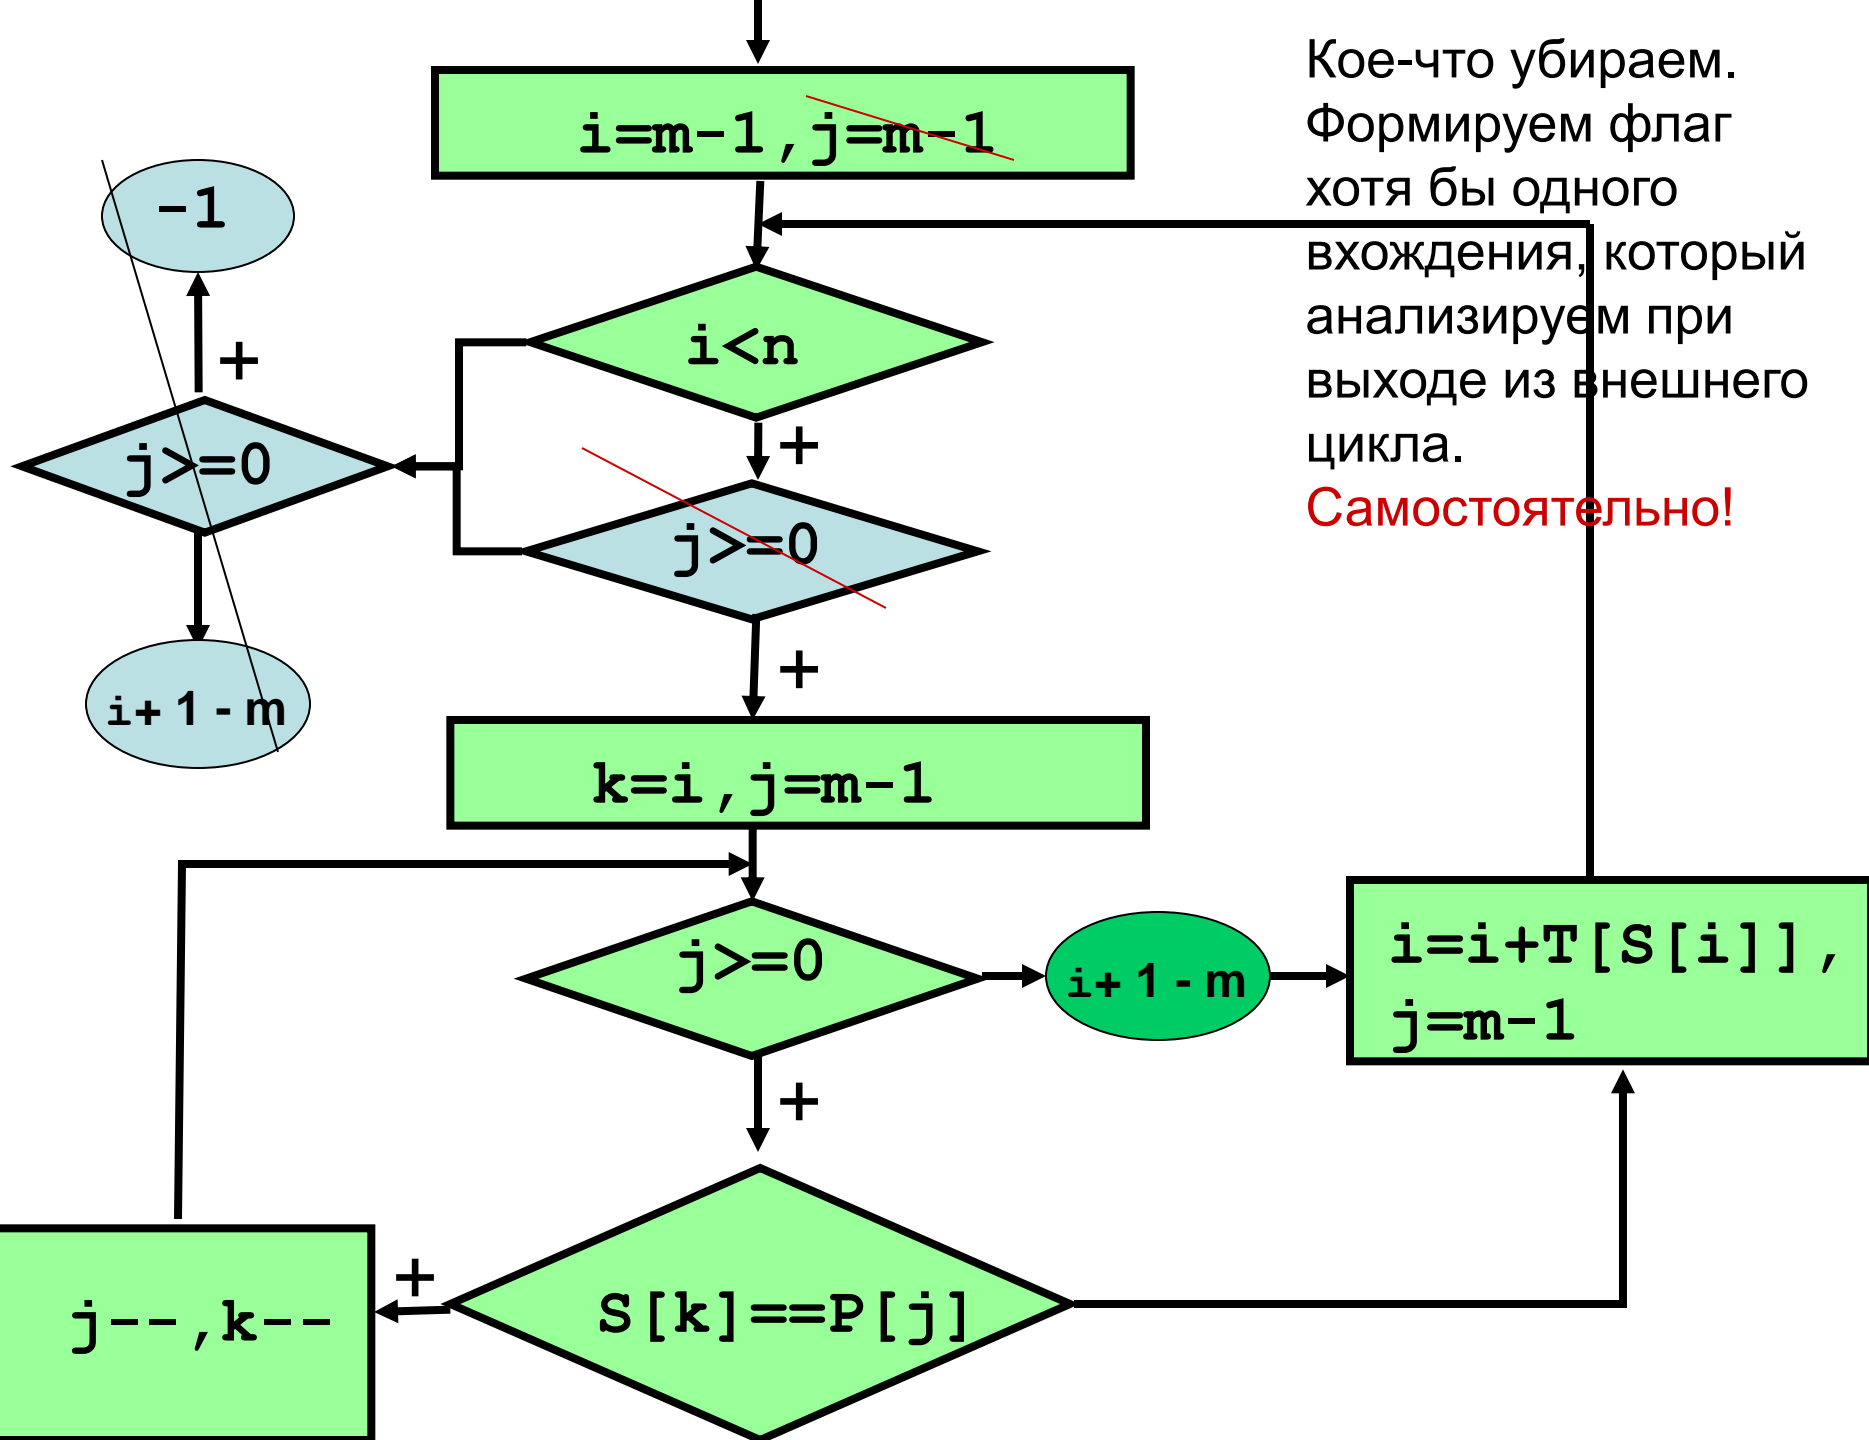 i=m-1,j=m-1
Кое-что убираем.
Формируем флаг
хотя бы одного
вхождения, который
анализируем при
выходе из внешнего
цикла.
Самостоятельно!
-1
i<n
+
+
j>=0
j>=0
+
i+ 1 - m
k=i,j=m-1
j>=0
i+ 1 - m
i=i+T[S[i]],
j=m-1
+
+
j--,k--
S[k]==P[j]